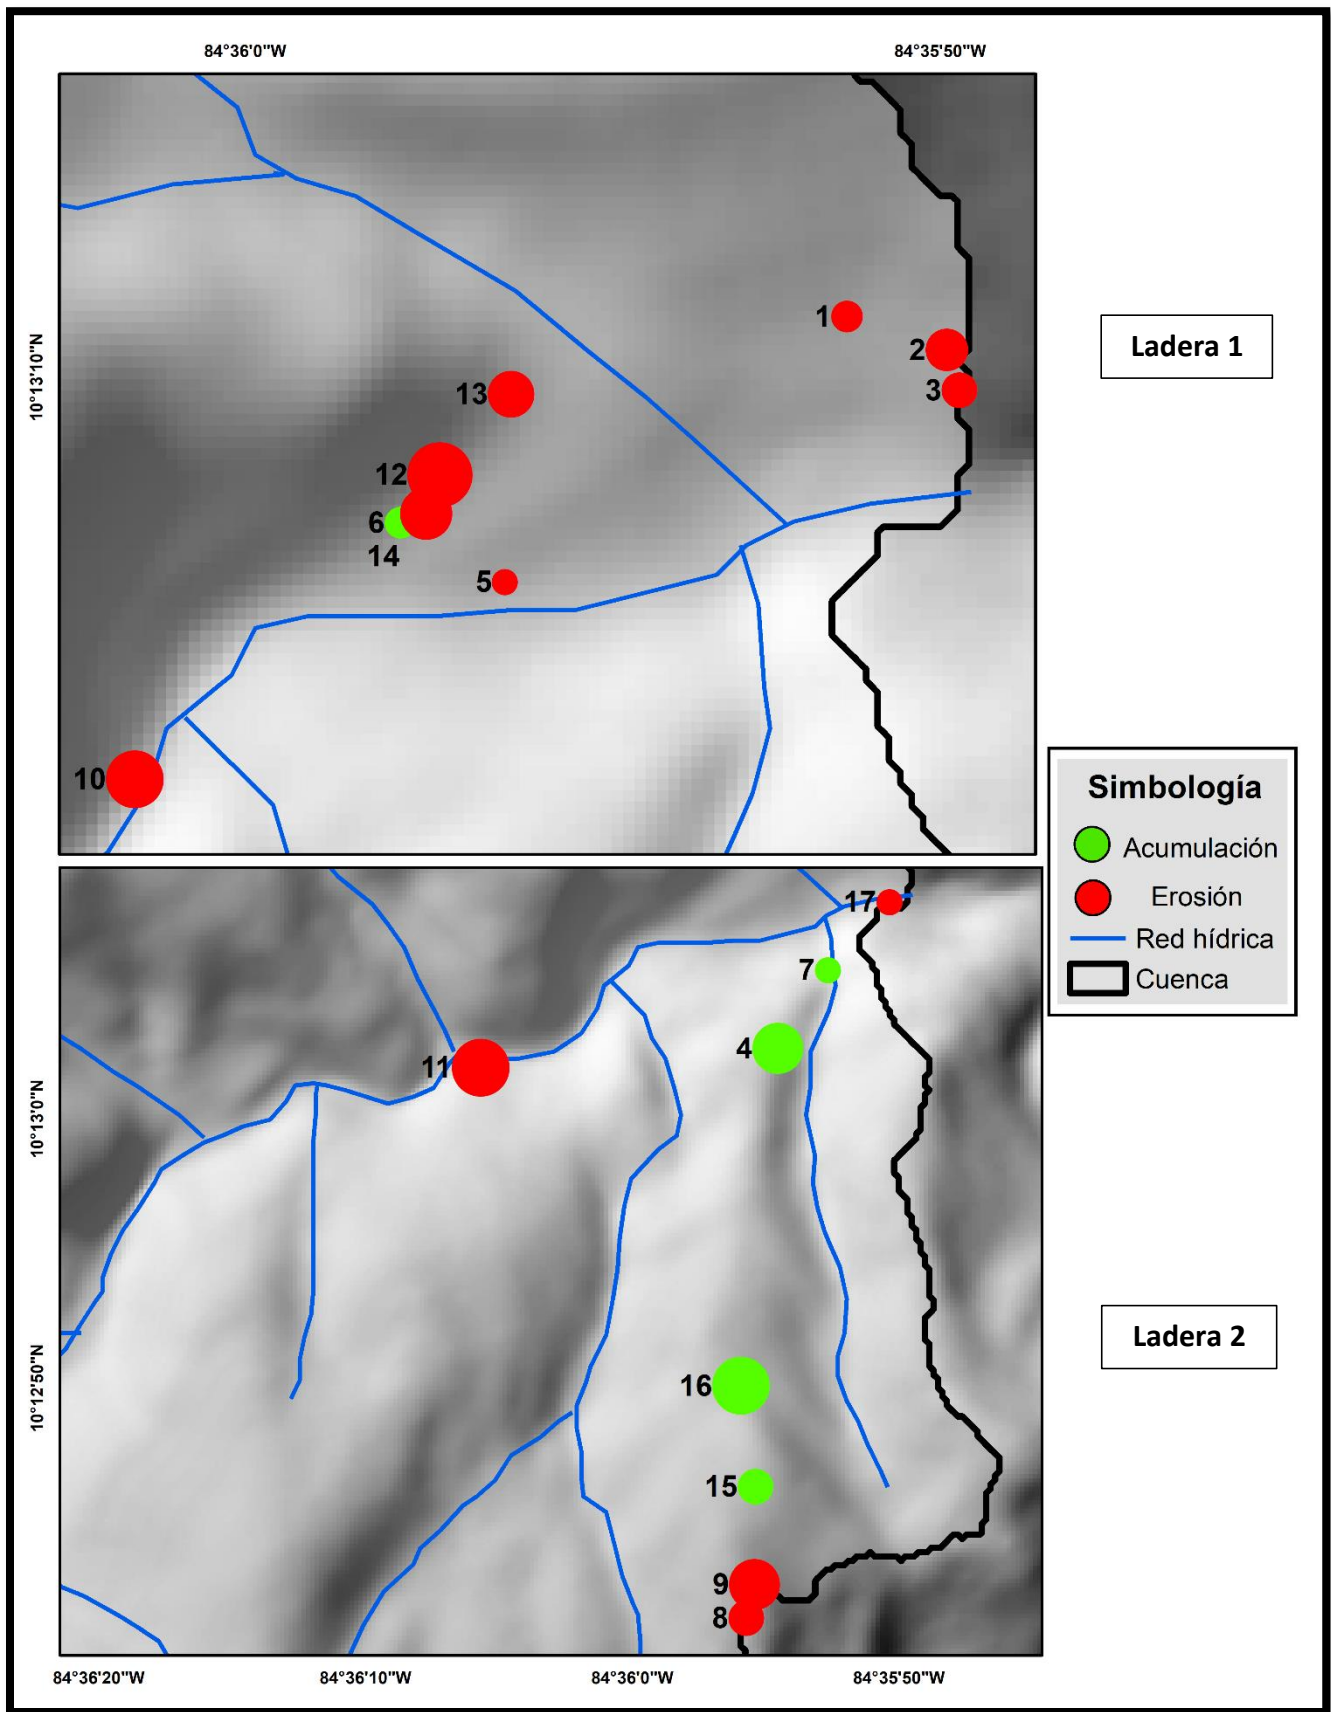 84°36'0"W
84°35'50"W
10°13'10"N
1
2
3
13
12
6
14
5
10
Ladera 1
Simbología
Acumulación
Erosión
Red hídrica
Cuenca
17
7
4
11
10°13'0"N
16
15
9
8
10°12'50"N
Ladera 2
84°36'20"W
84°36'10"W
84°36'0"W
84°35'50"W